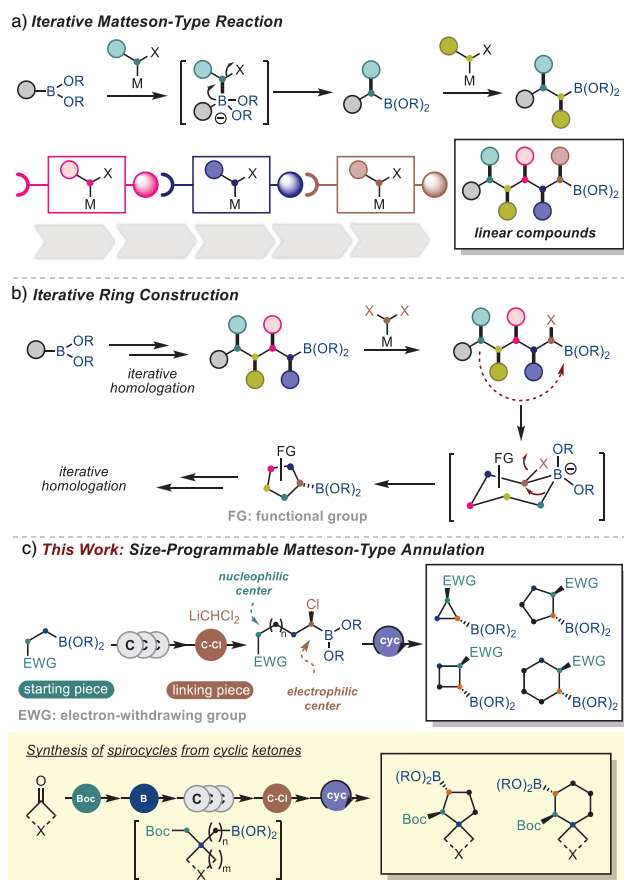 a) Iterative Matteson-Type Reaction
X
M
B
OR
OR
X
B
OR
OR
⊖
B(OR)2
X
M
B(OR)2
X
M
X
M
X
M
B(OR)2
linear compounds
b) Iterative Ring Construction
B
OR
OR
iterative
homologation
B(OR)2
X X
M
X
B(OR)2
iterative
homologation
FG
B(OR)2
FG: functional group
FG
X
OR
B
⊖
OR
c) This Work: Size-Programmable Matteson-Type Annulation
nucleophilic
center
B(OR)2
EWG
C C C
LiCHCl2
C-Cl
Cl
n
B
OR
OR
EWG
cyc
EWG
B(OR)2
EWG
B(OR)2
EWG
B(OR)2
EWG
B(OR)2
starting piece
linking piece
electrophilic
center
EWG: electron-withdrawing group
Synthesis of spirocycles from cyclic ketones
O
X
Boc
B
C C C
C-Cl
cyc
Boc
B(OR)2
n
m
X
(RO)2B
Boc
X
(RO)2B
Boc
X